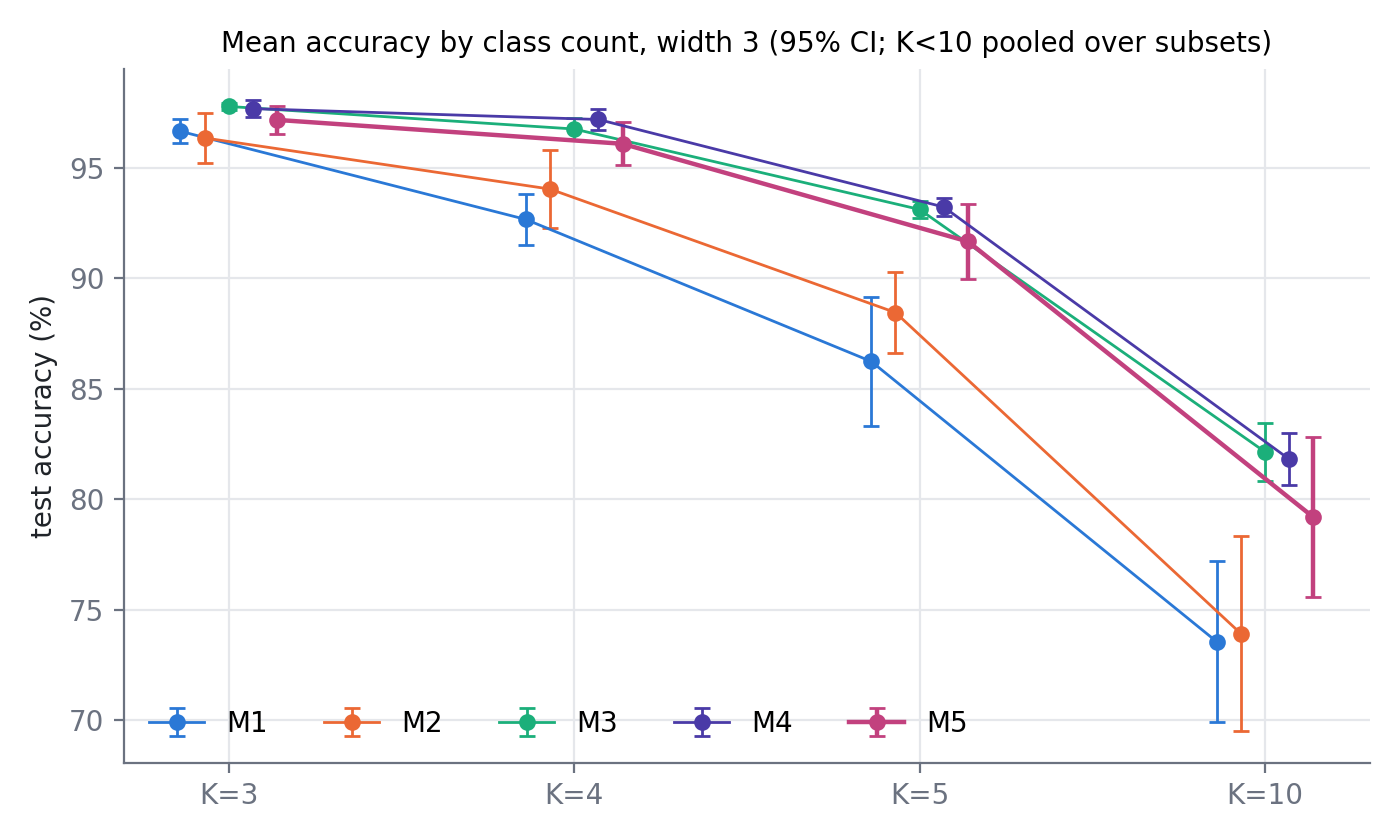 Mean accuracy by class count, width 3 (95% CI; K<10 pooled over subsets)
test accuracy (%)
95
90
85
80
75
70
M1 M2 M3 M4 M5
K=3 K=4 K=5 K=10